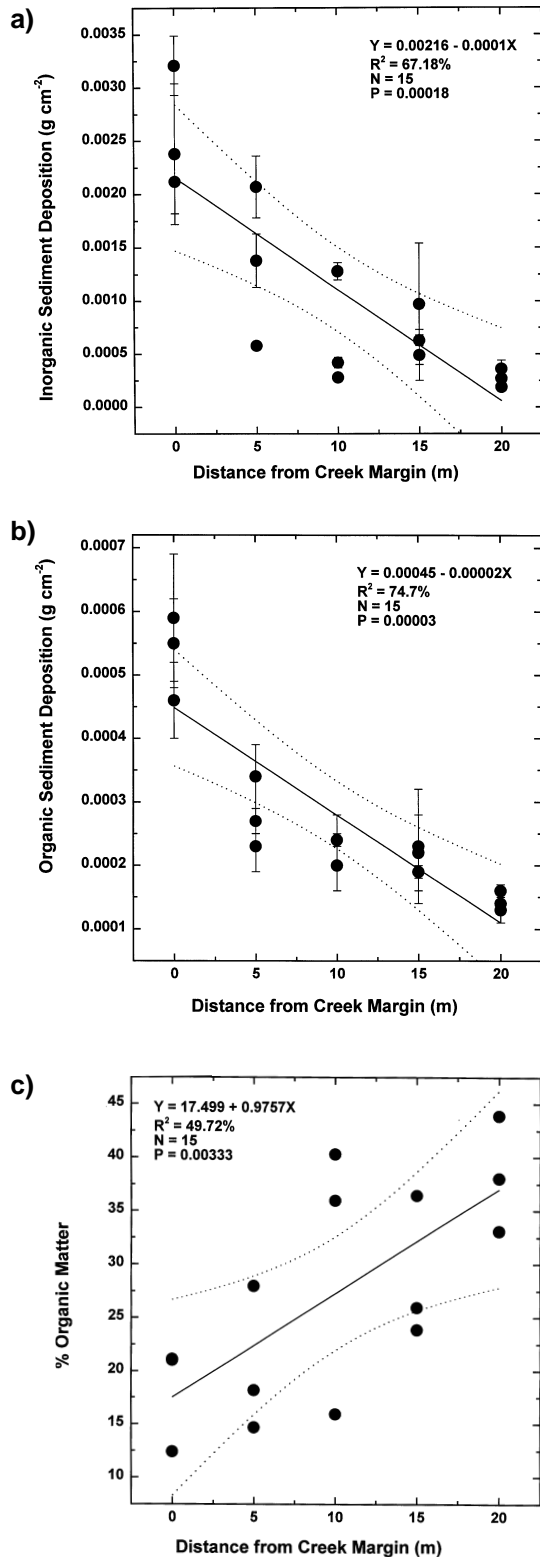 a)
Inorganic Sediment Deposition (g cm⁻²)
0.0035
0.0030
0.0025
0.0020
0.0015
0.0010
0.0005
0.0000
Y = 0.00216 - 0.0001X
R² = 67.18%
N = 15
P = 0.00018
0 5 10 15 20
Distance from Creek Margin (m)
b)
Organic Sediment Deposition (g cm⁻²)
0.0007
0.0006
0.0005
0.0004
0.0003
0.0002
0.0001
Y = 0.00045 - 0.00002X
R² = 74.7%
N = 15
P = 0.00003
0 5 10 15 20
Distance from Creek Margin (m)
c)
% Organic Matter
45
40
35
30
25
20
15
10
Y = 17.499 + 0.9757X
R² = 49.72%
N = 15
P = 0.00333
0 5 10 15 20
Distance from Creek Margin (m)